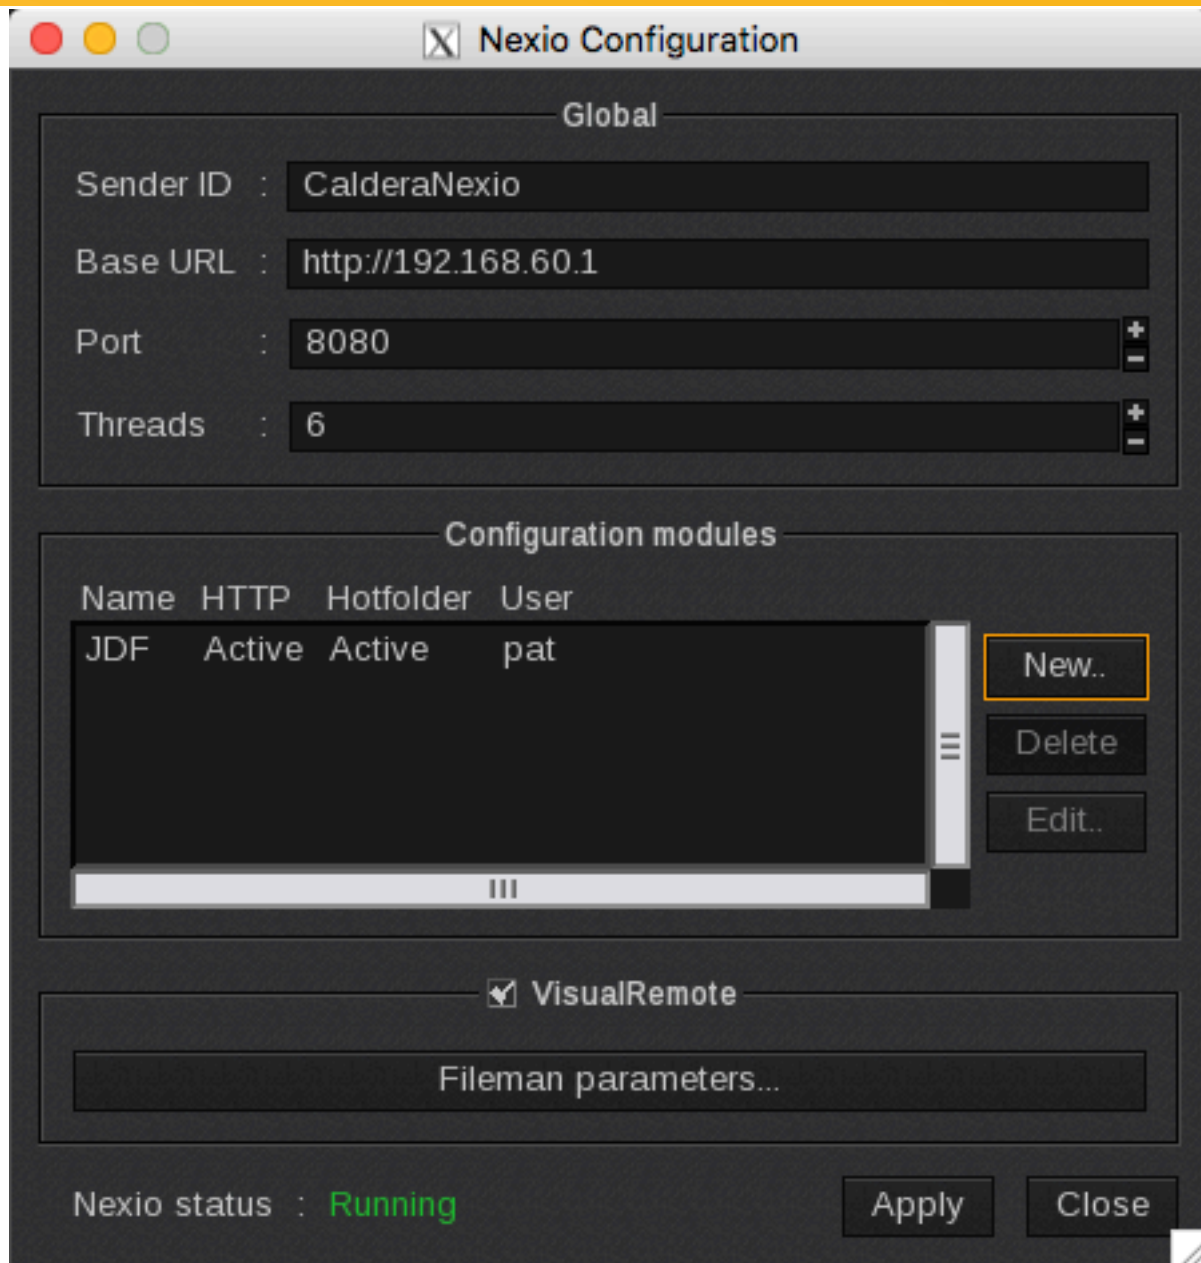 Nexio Configuration
Global
Sender ID : CalderaNexio
Base URL : http://192.168.60.1
Port : 8080
Threads : 6
Configuration modules
Name HTTP Hotfolder User
JDF Active Active pat
New..
Delete
Edit..
VisualRemote
Fileman parameters...
Nexio status : Running
Apply Close